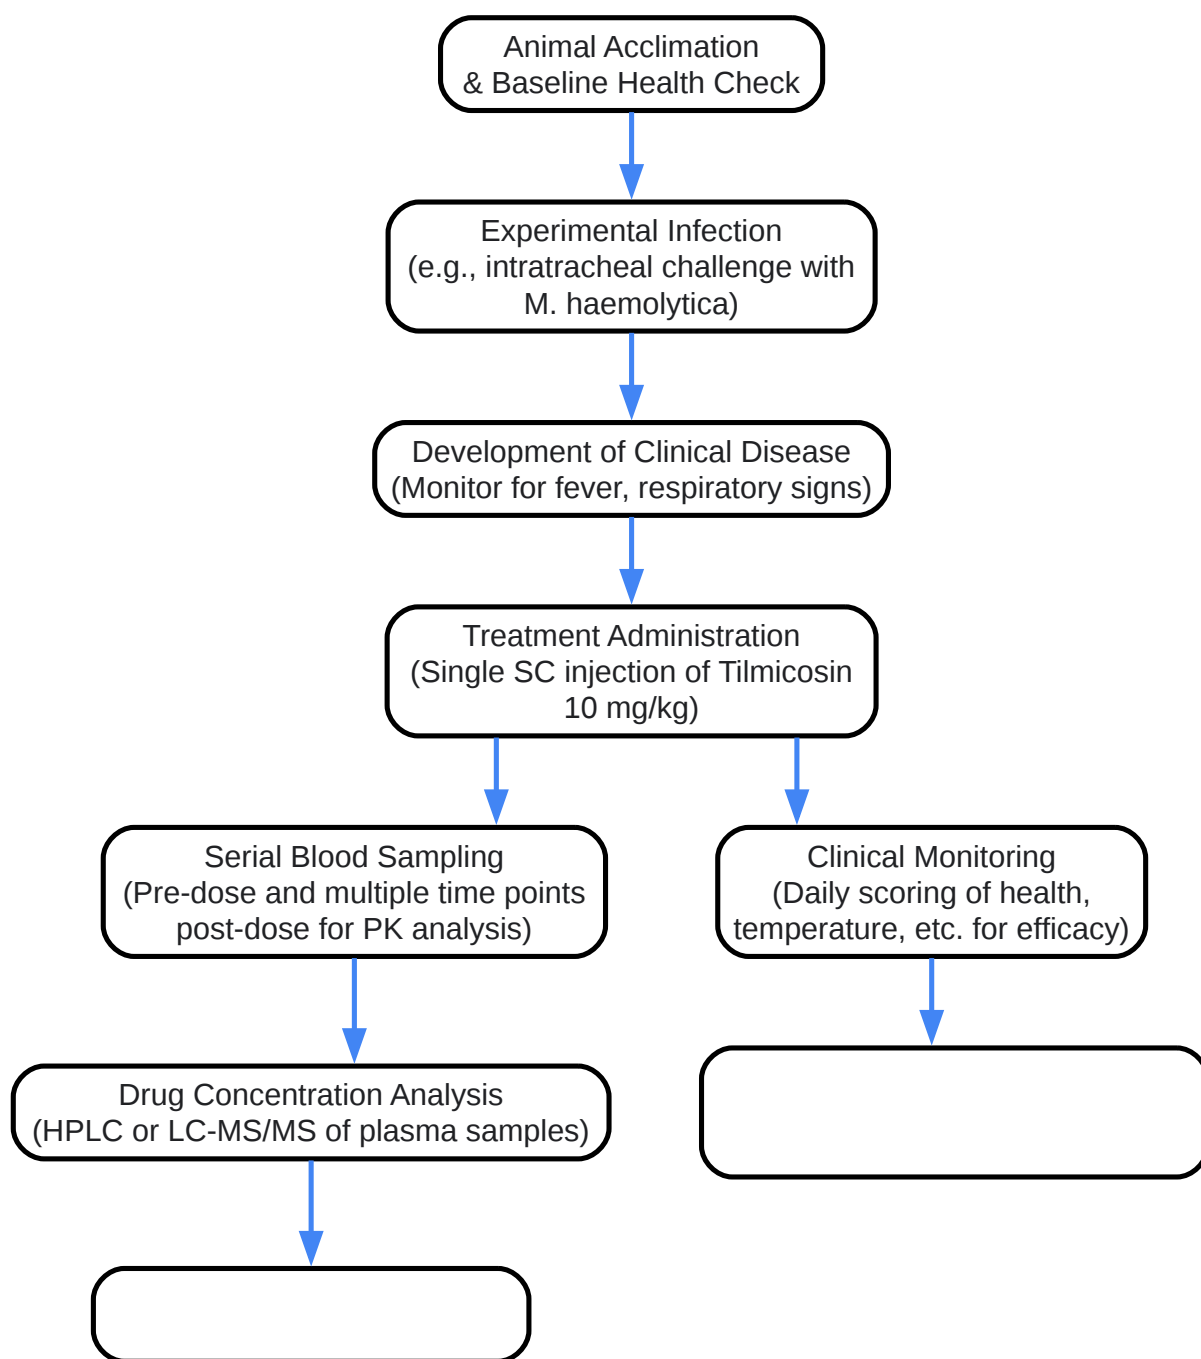 Animal Acclimation
& Baseline Health Check
Experimental Infection
(e.g., intratracheal challenge with
M. haemolytica)
Development of Clinical Disease
(Monitor for fever, respiratory signs)
Treatment Administration
(Single SC injection of Tilmicosin
10 mg/kg)
Serial Blood Sampling
(Pre-dose and multiple time points
post-dose for PK analysis)
Clinical Monitoring
(Daily scoring of health,
temperature, etc. for efficacy)
Drug Concentration Analysis
(HPLC or LC-MS/MS of plasma samples)